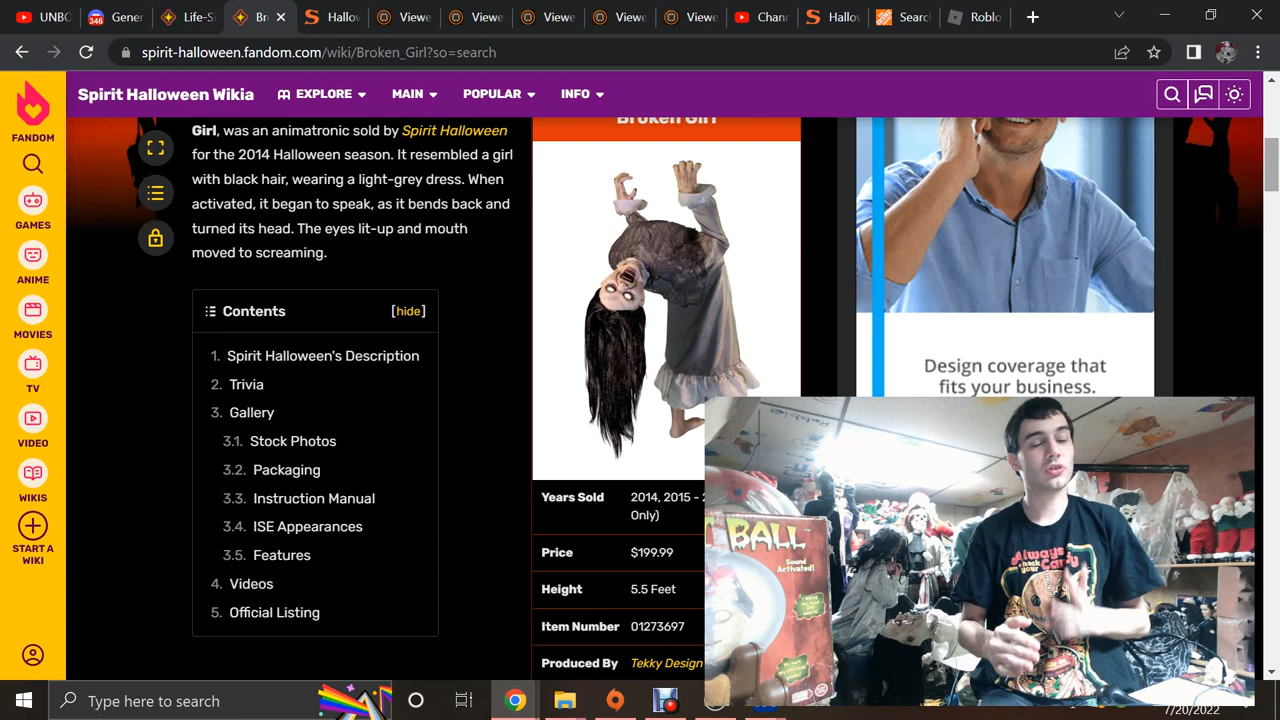 UNBO
346
Gener
Life-S
Br
Hallov
Viewe
Viewe
Viewe
Viewe
Viewe
Chan
Hallov
Searc
Roblo
spirit-halloween.fandom.com/wiki/Broken_Girl?so=search
Spirit Halloween Wikia
EXPLORE
MAIN
POPULAR
INFO
FANDOM
GAMES
ANIME
MOVIES
TV
VIDEO
WIKIS
START A
WIKI
Girl, was an animatronic sold by Spirit Halloween
for the 2014 Halloween season. It resembled a girl
with black hair, wearing a light-grey dress. When
activated, it began to speak, as it bends back and
turned its head. The eyes lit-up and mouth
moved to screaming.
Contents [hide]
1. Spirit Halloween's Description
2. Trivia
3. Gallery
3.1. Stock Photos
3.2. Packaging
3.3. Instruction Manual
3.4. ISE Appearances
3.5. Features
4. Videos
5. Official Listing
Broken Girl
Years Sold 2014, 2015 -
Only)
Price $199.99
Height 5.5 Feet
Item Number 01273697
Produced By Tekky Design
Design coverage that
fits your business.
T BALL
Sound
Activated!
Always
check your
Candy
Type here to search
7/20/2022